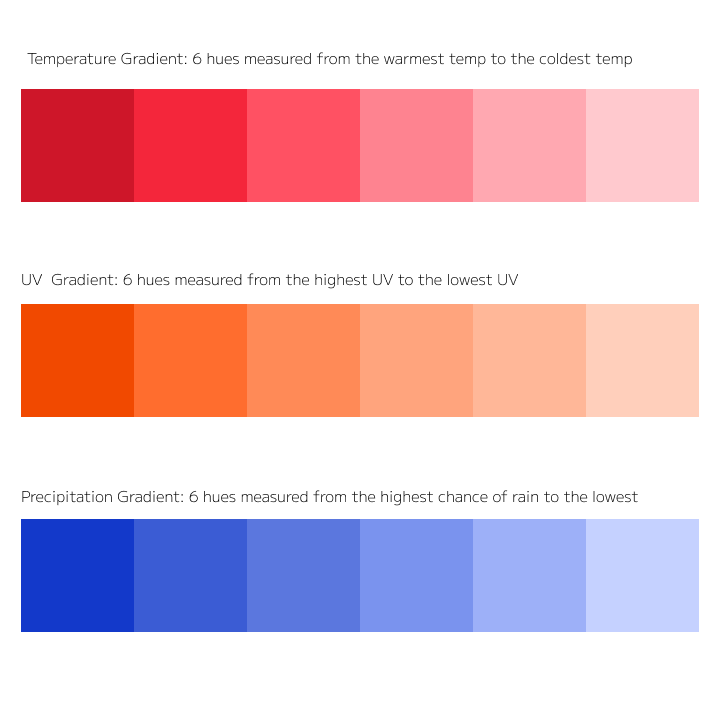 Temperature Gradient: 6 hues measured from the warmest temp to the coldest temp
UV  Gradient: 6 hues measured from the highest UV to the lowest UV
Precipitation Gradient: 6 hues measured from the highest chance of rain to the lowest